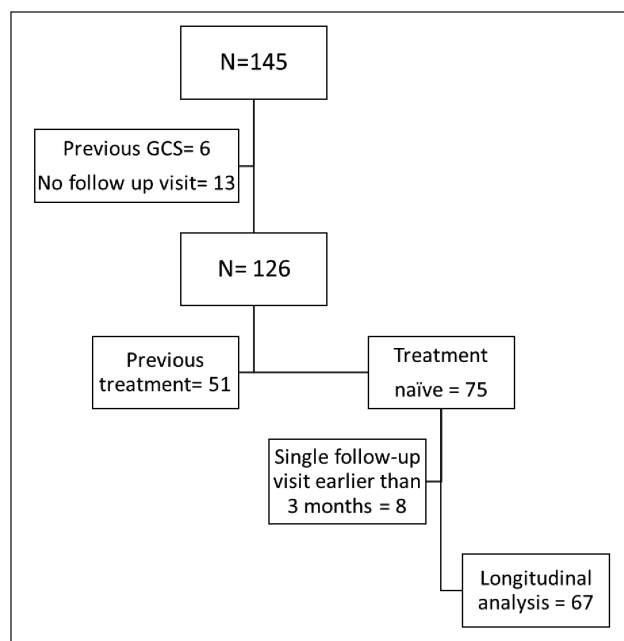 N=145
Previous GCS= 6
No follow up visit= 13
N= 126
Previous
treatment= 51
Treatment
naïve = 75
Single follow-up
visit earlier than
3 months = 8
Longitudinal
analysis = 67